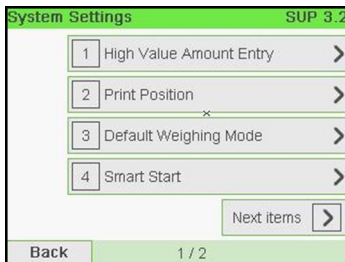 System Settings SUP 3.2
1 High Value Amount Entry >
2 Print Position >
3 Default Weighing Mode >
4 Smart Start >
Next items >
Back 1 / 2